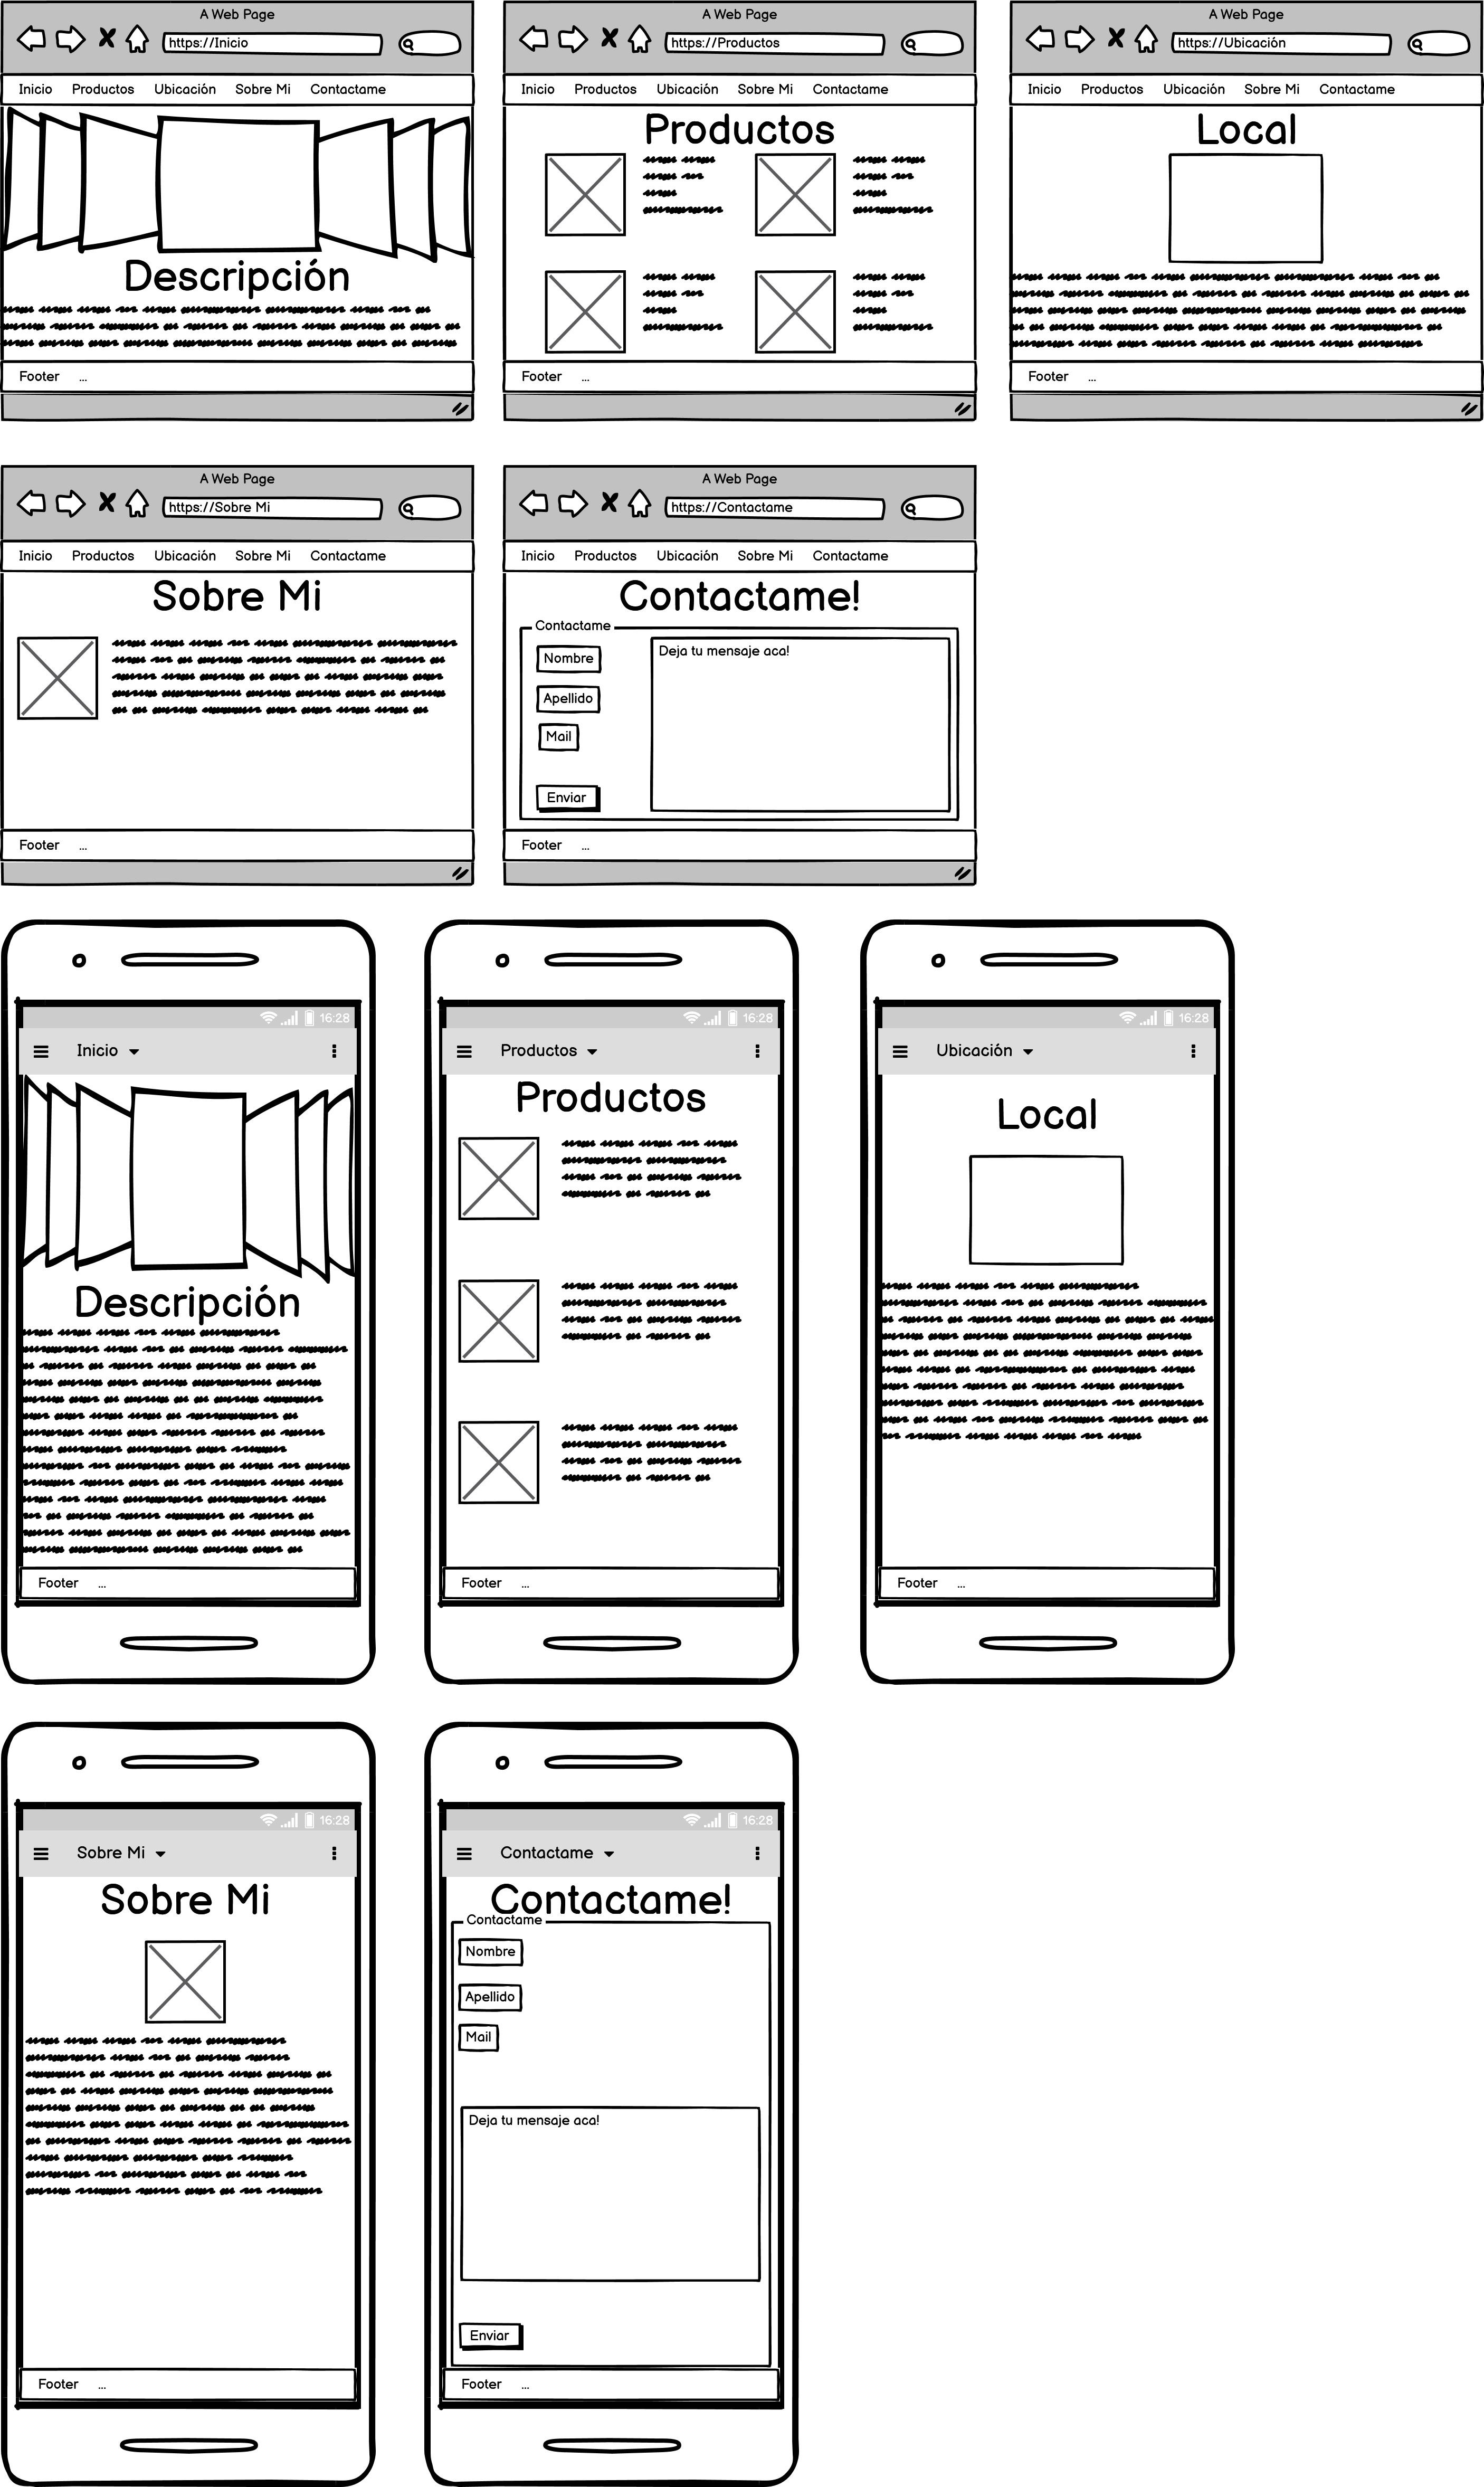 A Web Page
https://Inicio
Inicio Productos Ubicación Sobre Mi Contactame
Descripción
Footer ...
A Web Page
https://Productos
Inicio Productos Ubicación Sobre Mi Contactame
Productos
Footer ...
A Web Page
https://Ubicación
Inicio Productos Ubicación Sobre Mi Contactame
Local
Footer ...
A Web Page
https://Sobre Mi
Inicio Productos Ubicación Sobre Mi Contactame
Sobre Mi
Footer ...
A Web Page
https://Contactame
Inicio Productos Ubicación Sobre Mi Contactame
Contactame!
Contactame
Nombre
Apellido
Mail
Enviar
Deja tu mensaje aca!
Footer ...
16:28
Inicio
Descripción
Footer ...
16:28
Productos
Productos
Footer ...
16:28
Ubicación
Local
Footer ...
16:28
Sobre Mi
Sobre Mi
Footer ...
16:28
Contactame
Contactame!
Contactame
Nombre
Apellido
Mail
Deja tu mensaje aca!
Enviar
Footer ...